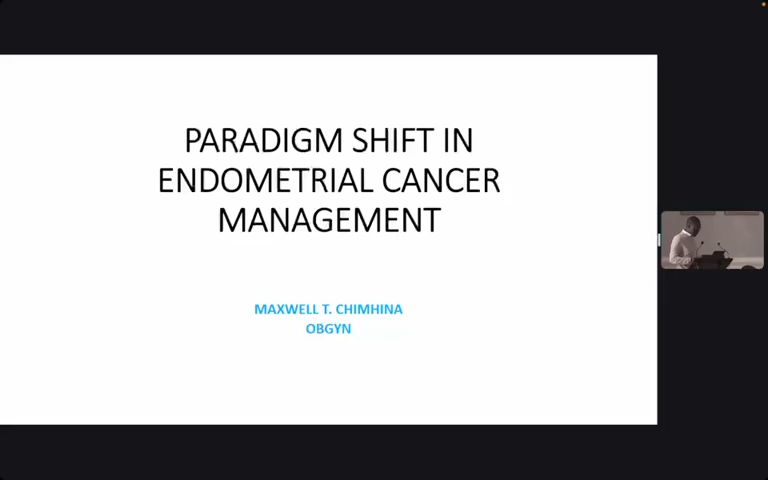 PARADIGM SHIFT IN
ENDOMETRIAL CANCER
MANAGEMENT
MAXWELL T. CHIMHINA
OBGYN